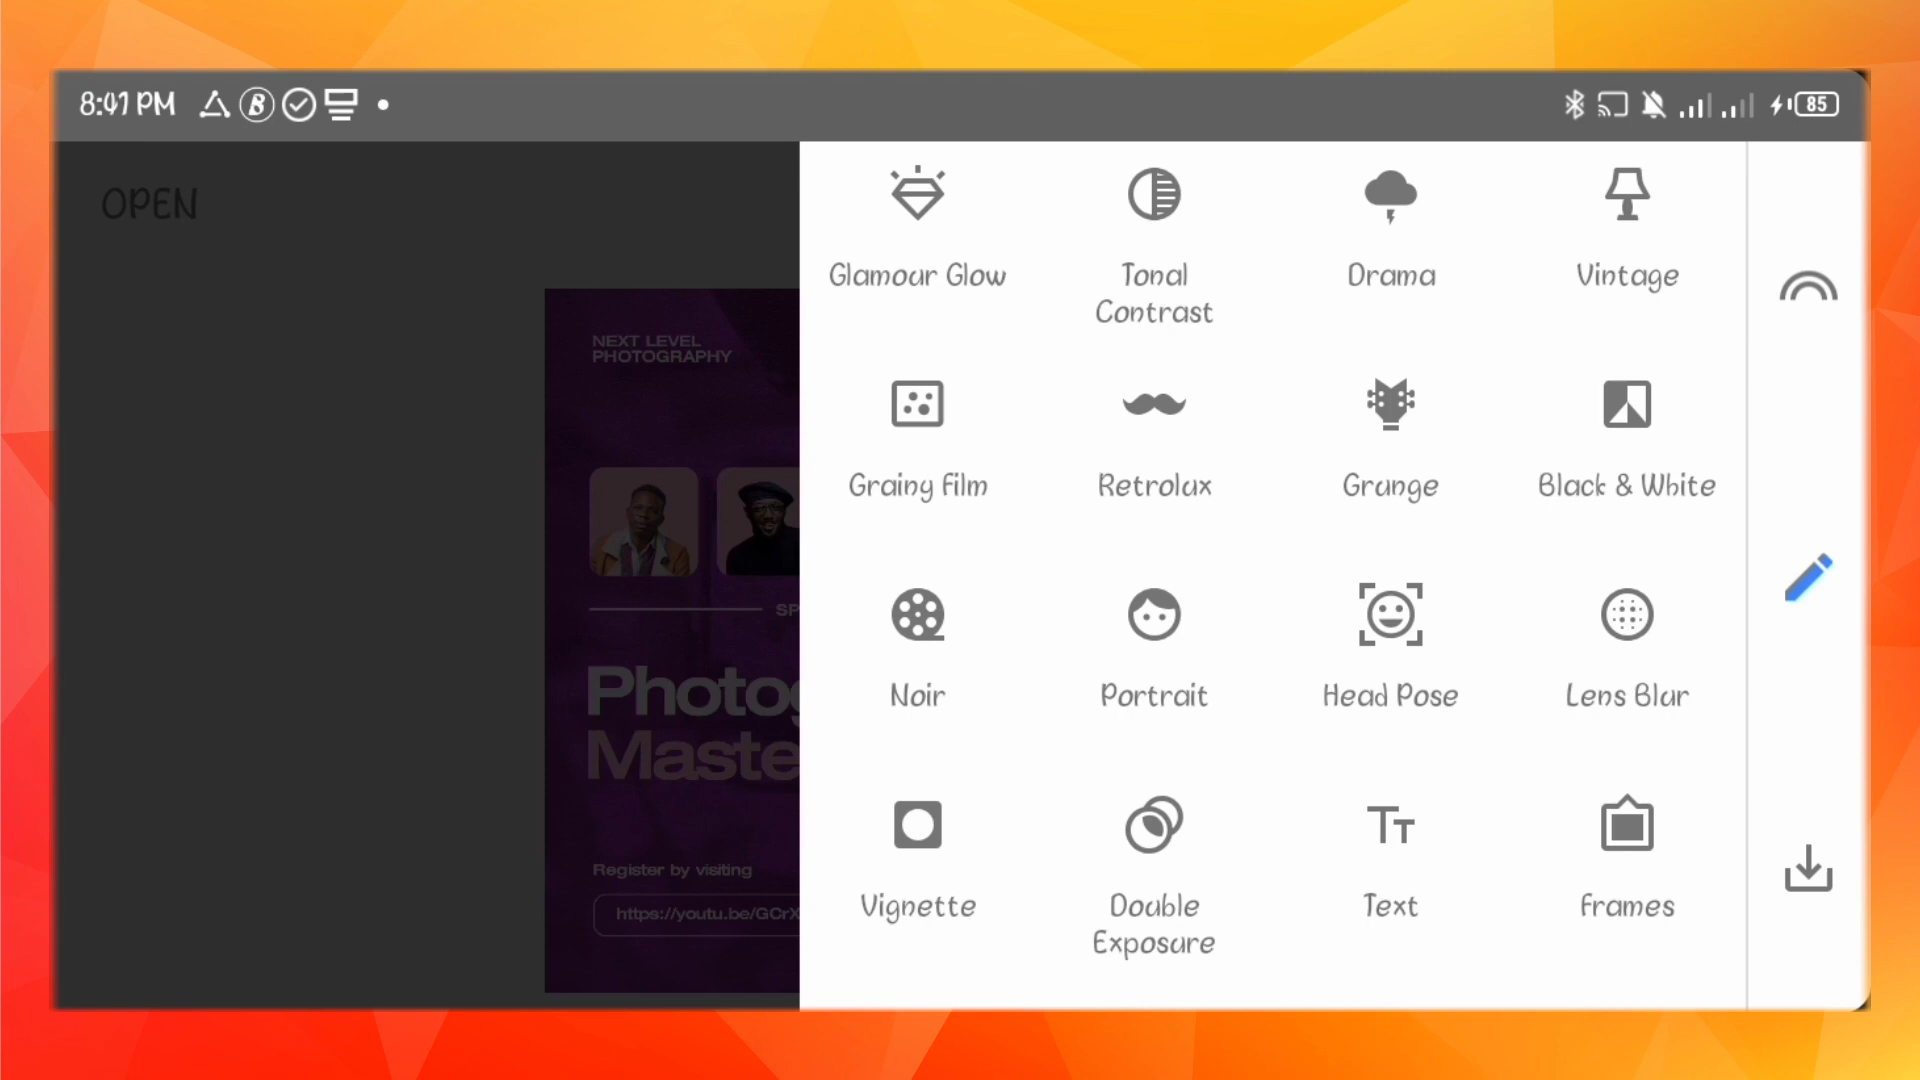 8:41 PM
85
OPEN
NEXT LEVEL
PHOTOGRAPHY
Photog
Maste
Register by visiting
https://youtu.be/GCrX
Glamour Glow
Tonal
Contrast
Drama
Vintage
Grainy Film
Retrolux
Grunge
Black & White
Noir
Portrait
Head Pose
Lens Blur
Vignette
Double
Exposure
Text
Frames